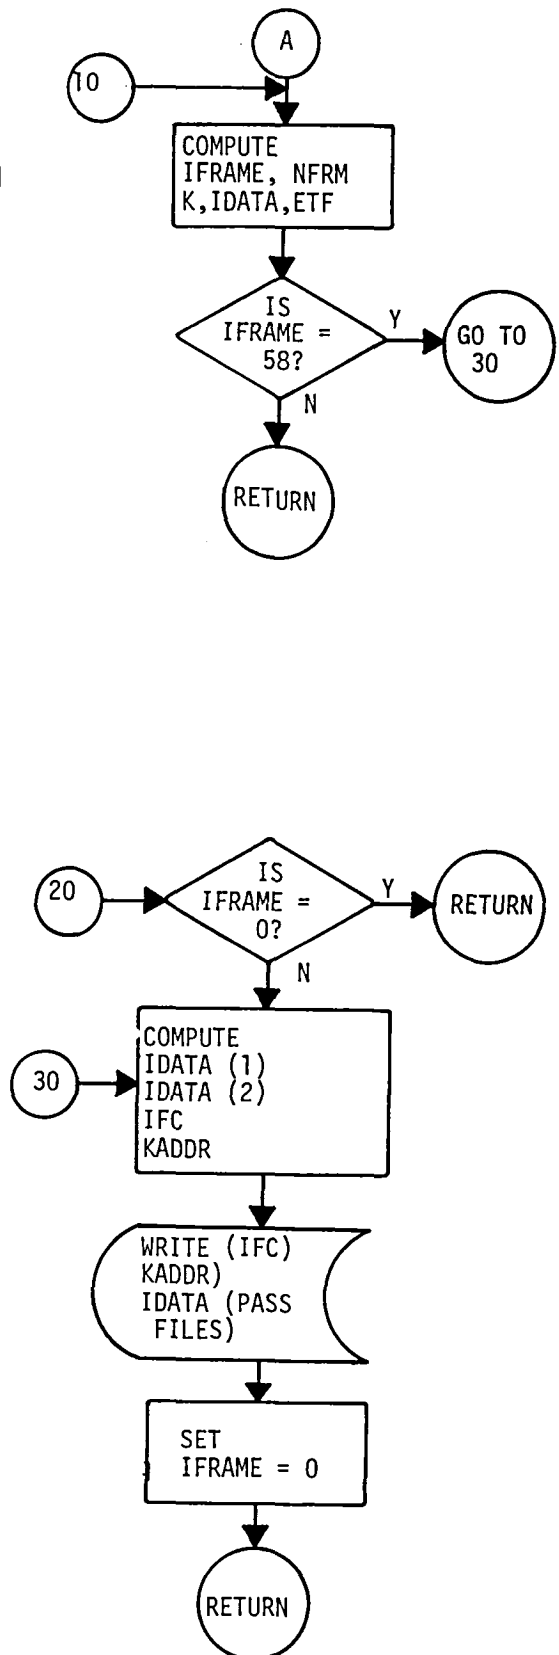 A
10
COMPUTE
IFRAME, NFRM
K,IDATA,ETF
IS
IFRAME =
58?
Y
GO TO
30
N
RETURN
20
IS
IFRAME =
0?
Y
RETURN
N
30
COMPUTE
IDATA (1)
IDATA (2)
IFC
KADDR
WRITE (IFC)
KADDR)
IDATA (PASS
FILES)
SET
IFRAME = 0
RETURN